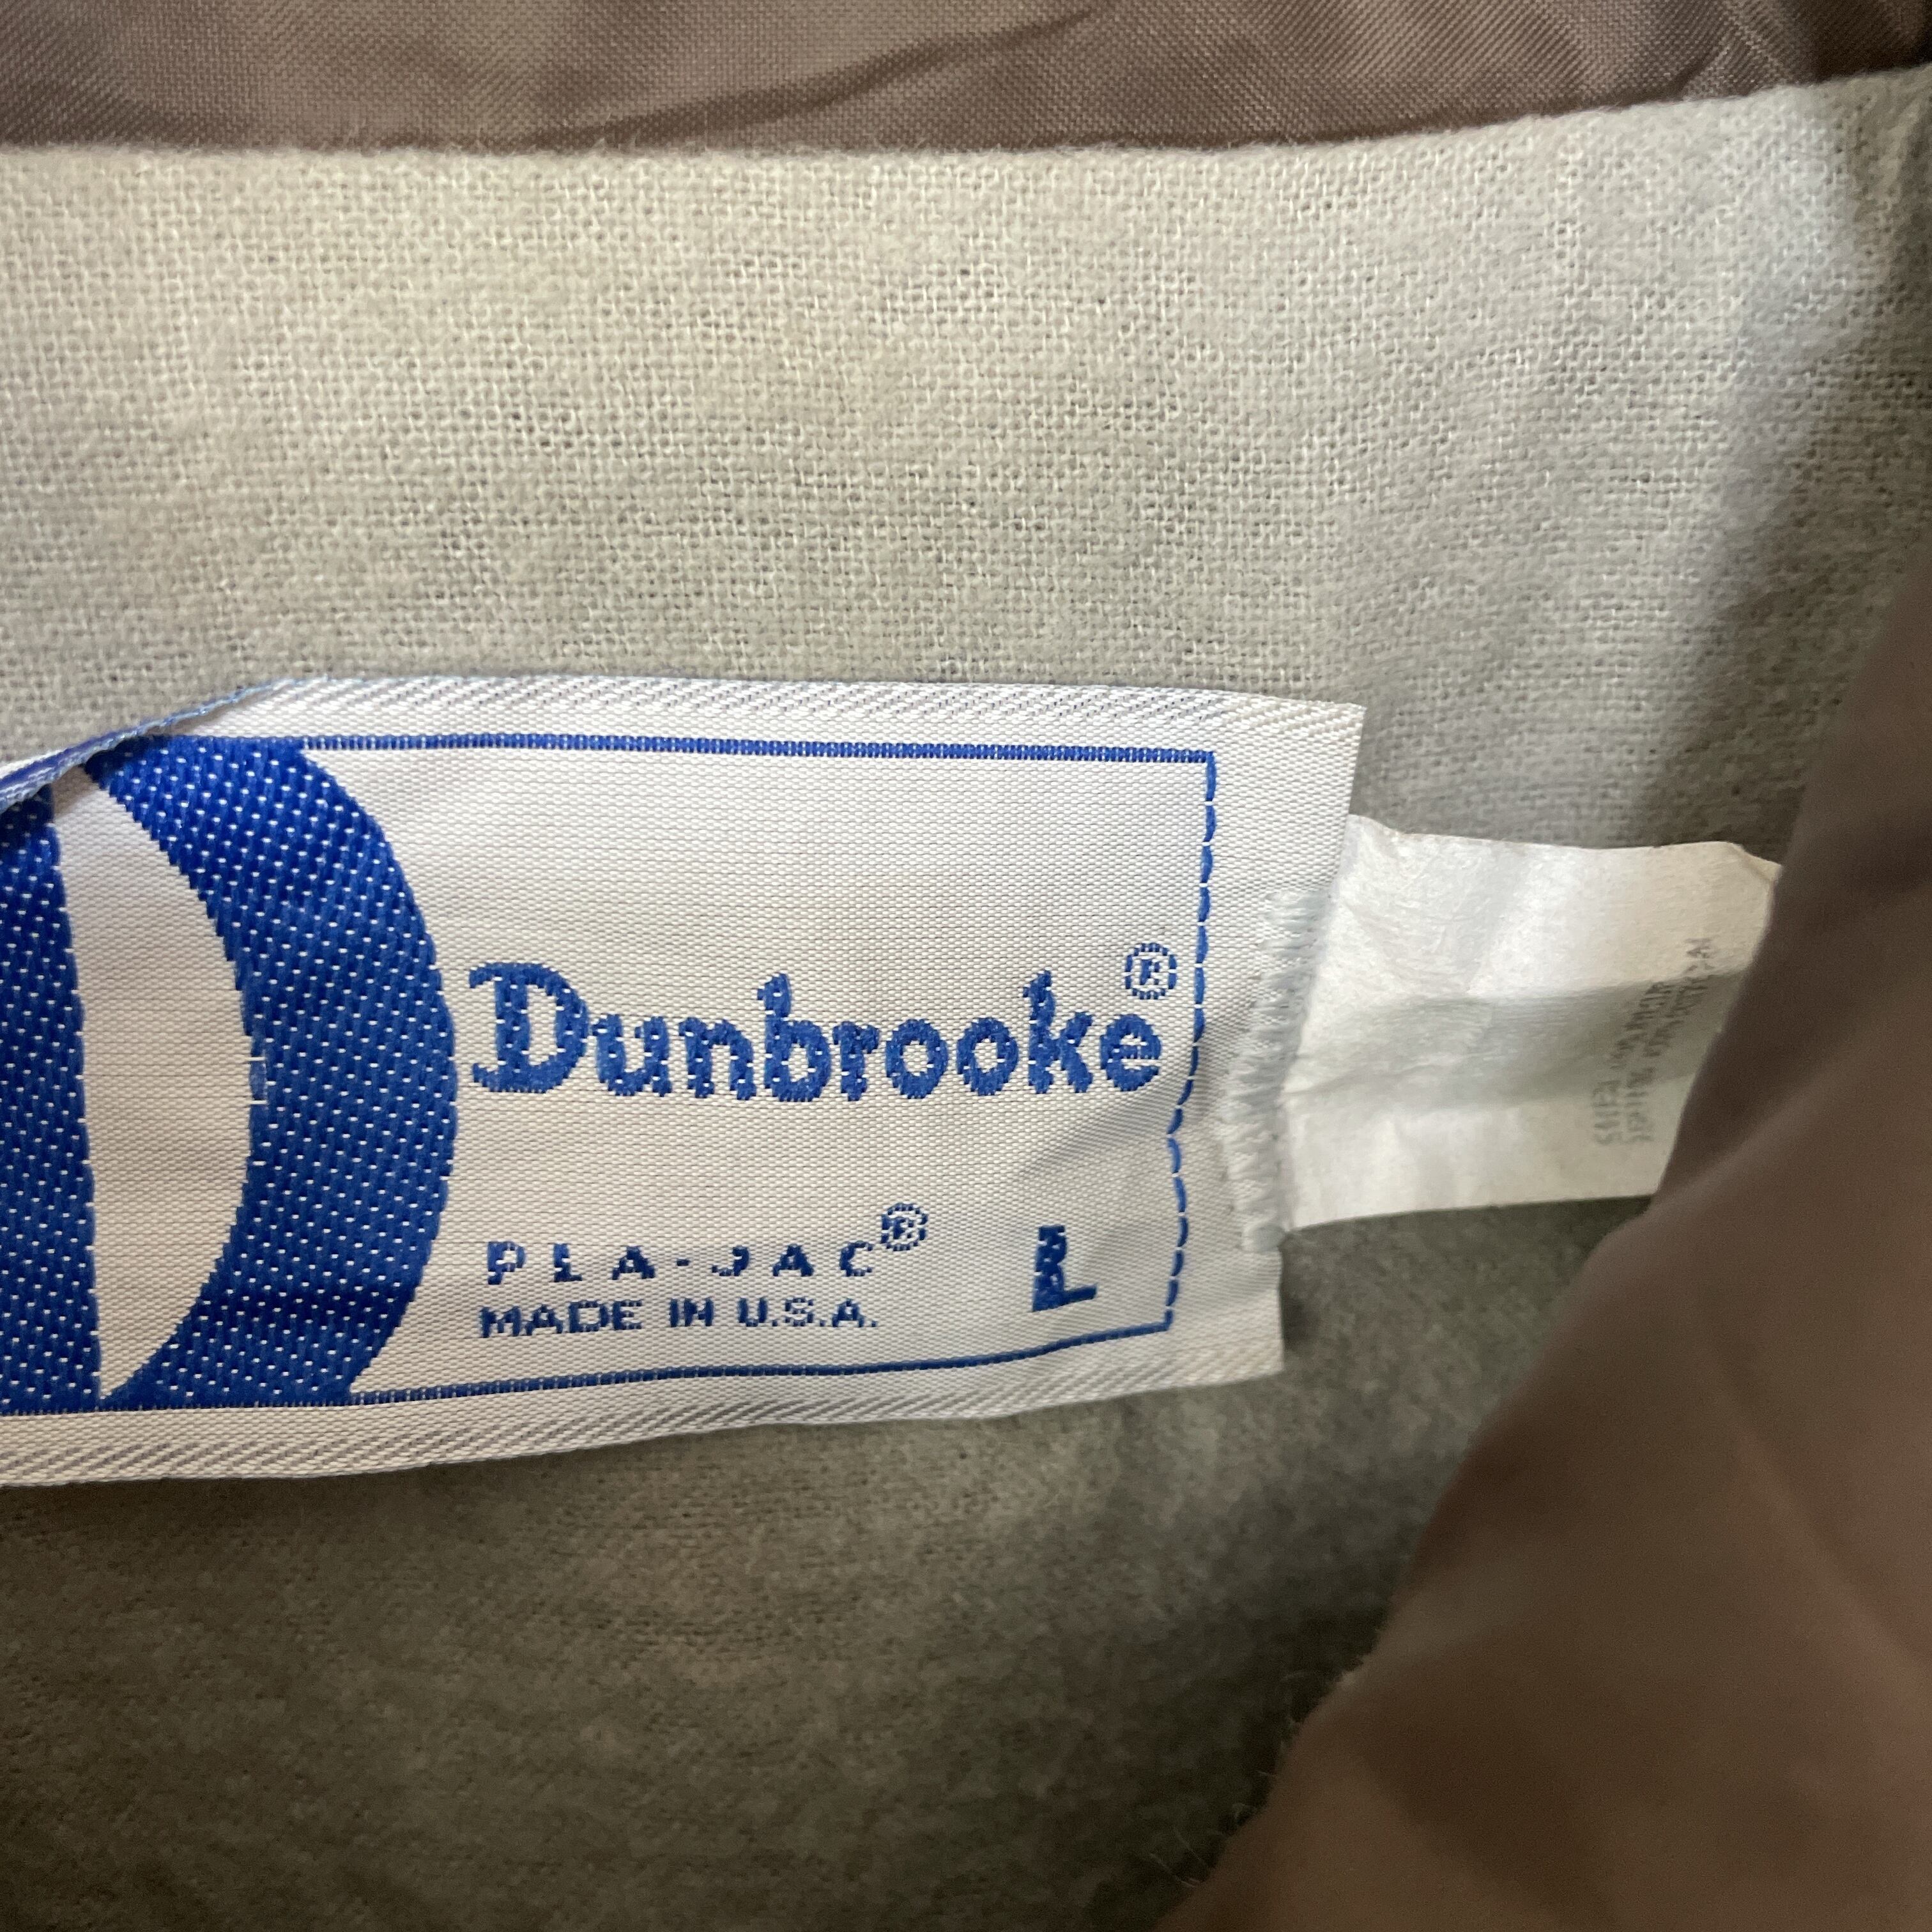 D
Dunbrooke®
PLA-JAC®
MADE IN U.S.A.
L